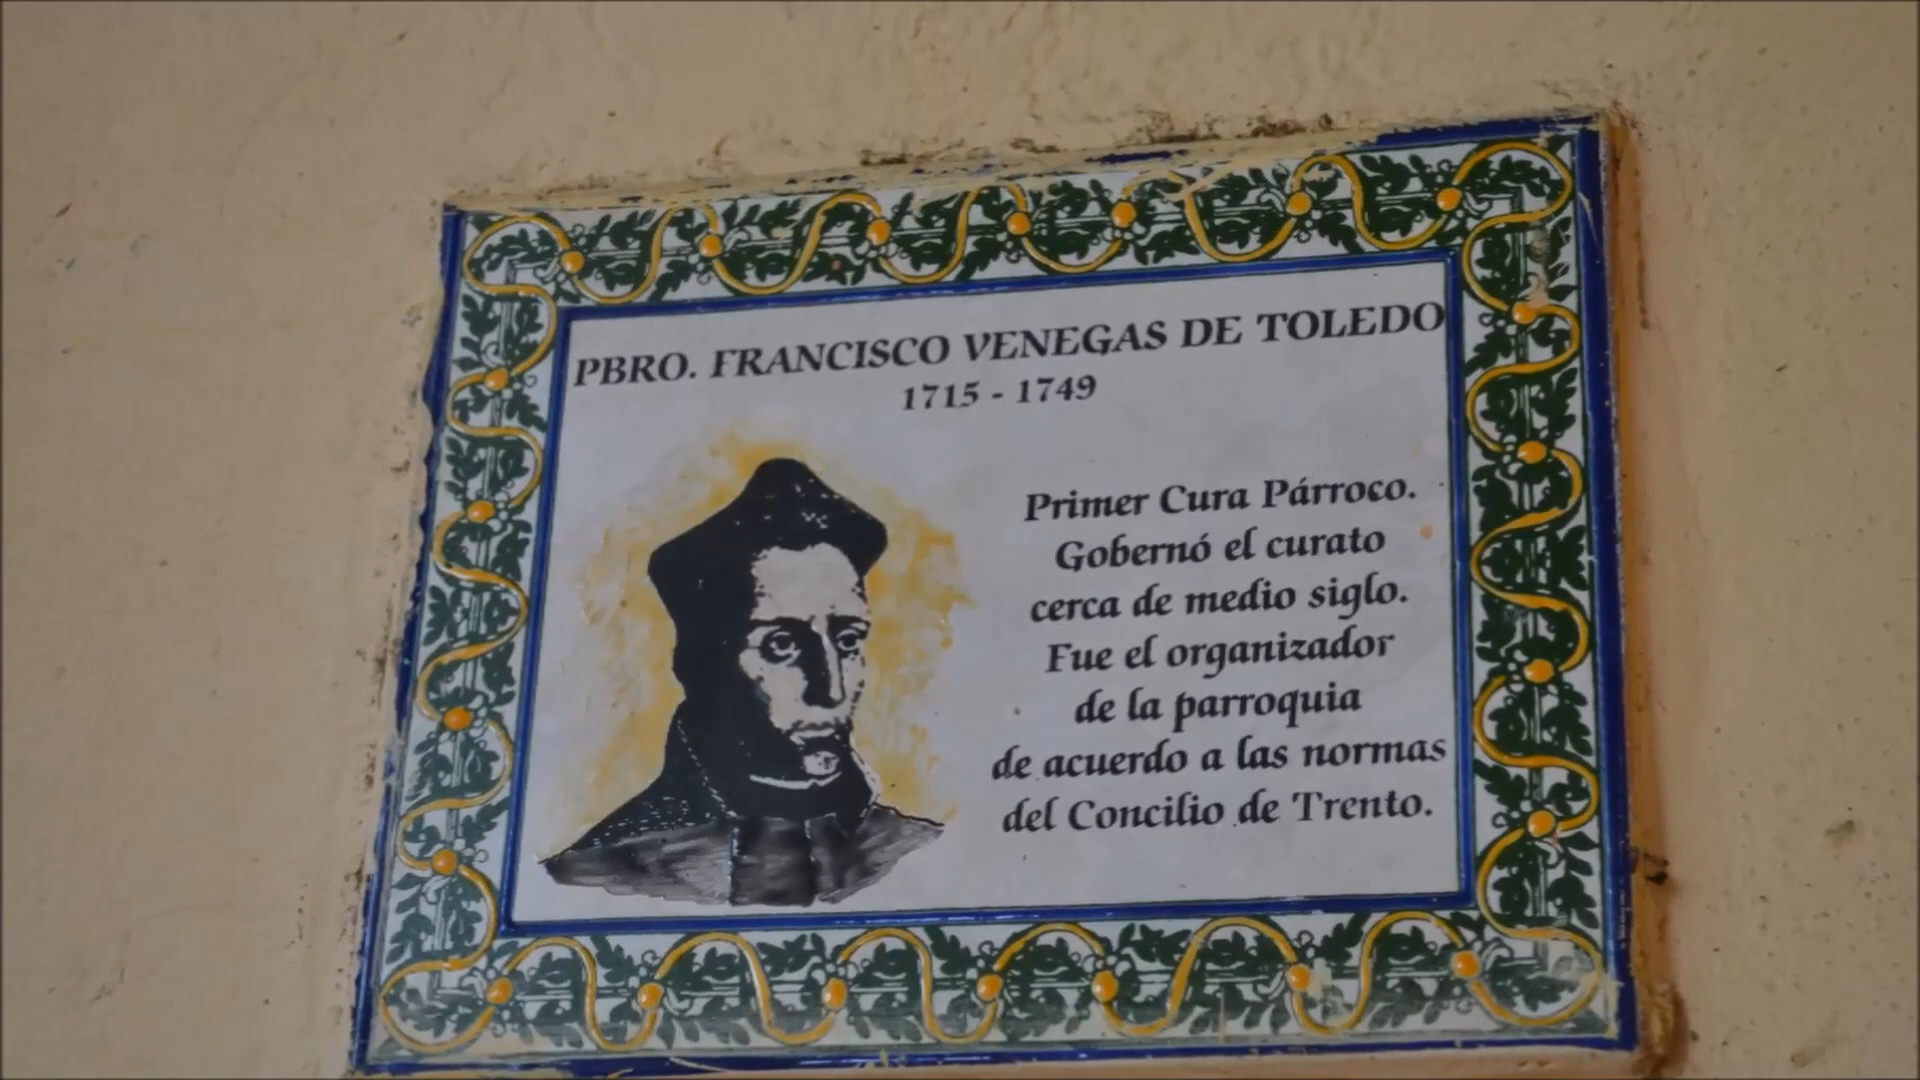 PBRO. FRANCISCO VENEGAS DE TOLEDO
1715 - 1749
Primer Cura Párroco.
Gobernó el curato
cerca de medio siglo.
Fue el organizador
de la parroquia
de acuerdo a las normas
del Concilio de Trento.